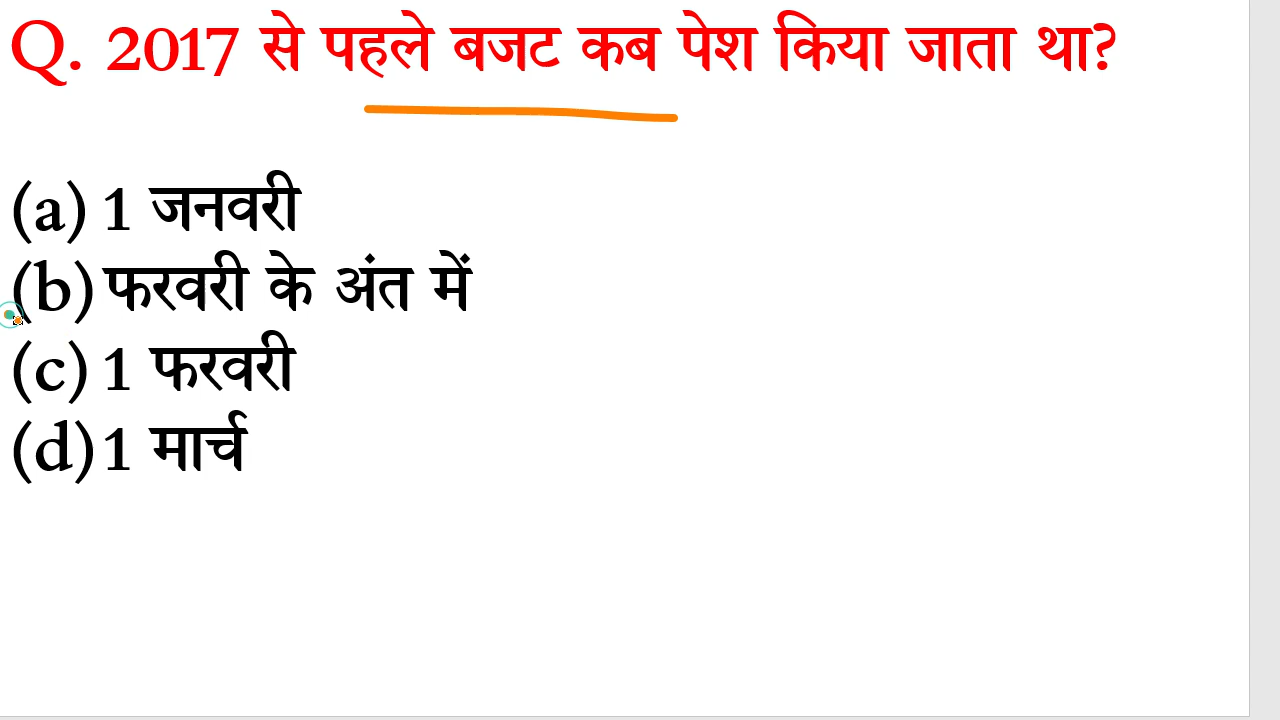 Q. 2017 से पहले बजट कब पेश किया जाता था?
(a) 1 जनवरी
(b) फरवरी के अंत में
(c) 1 फरवरी
(d) 1 मार्च